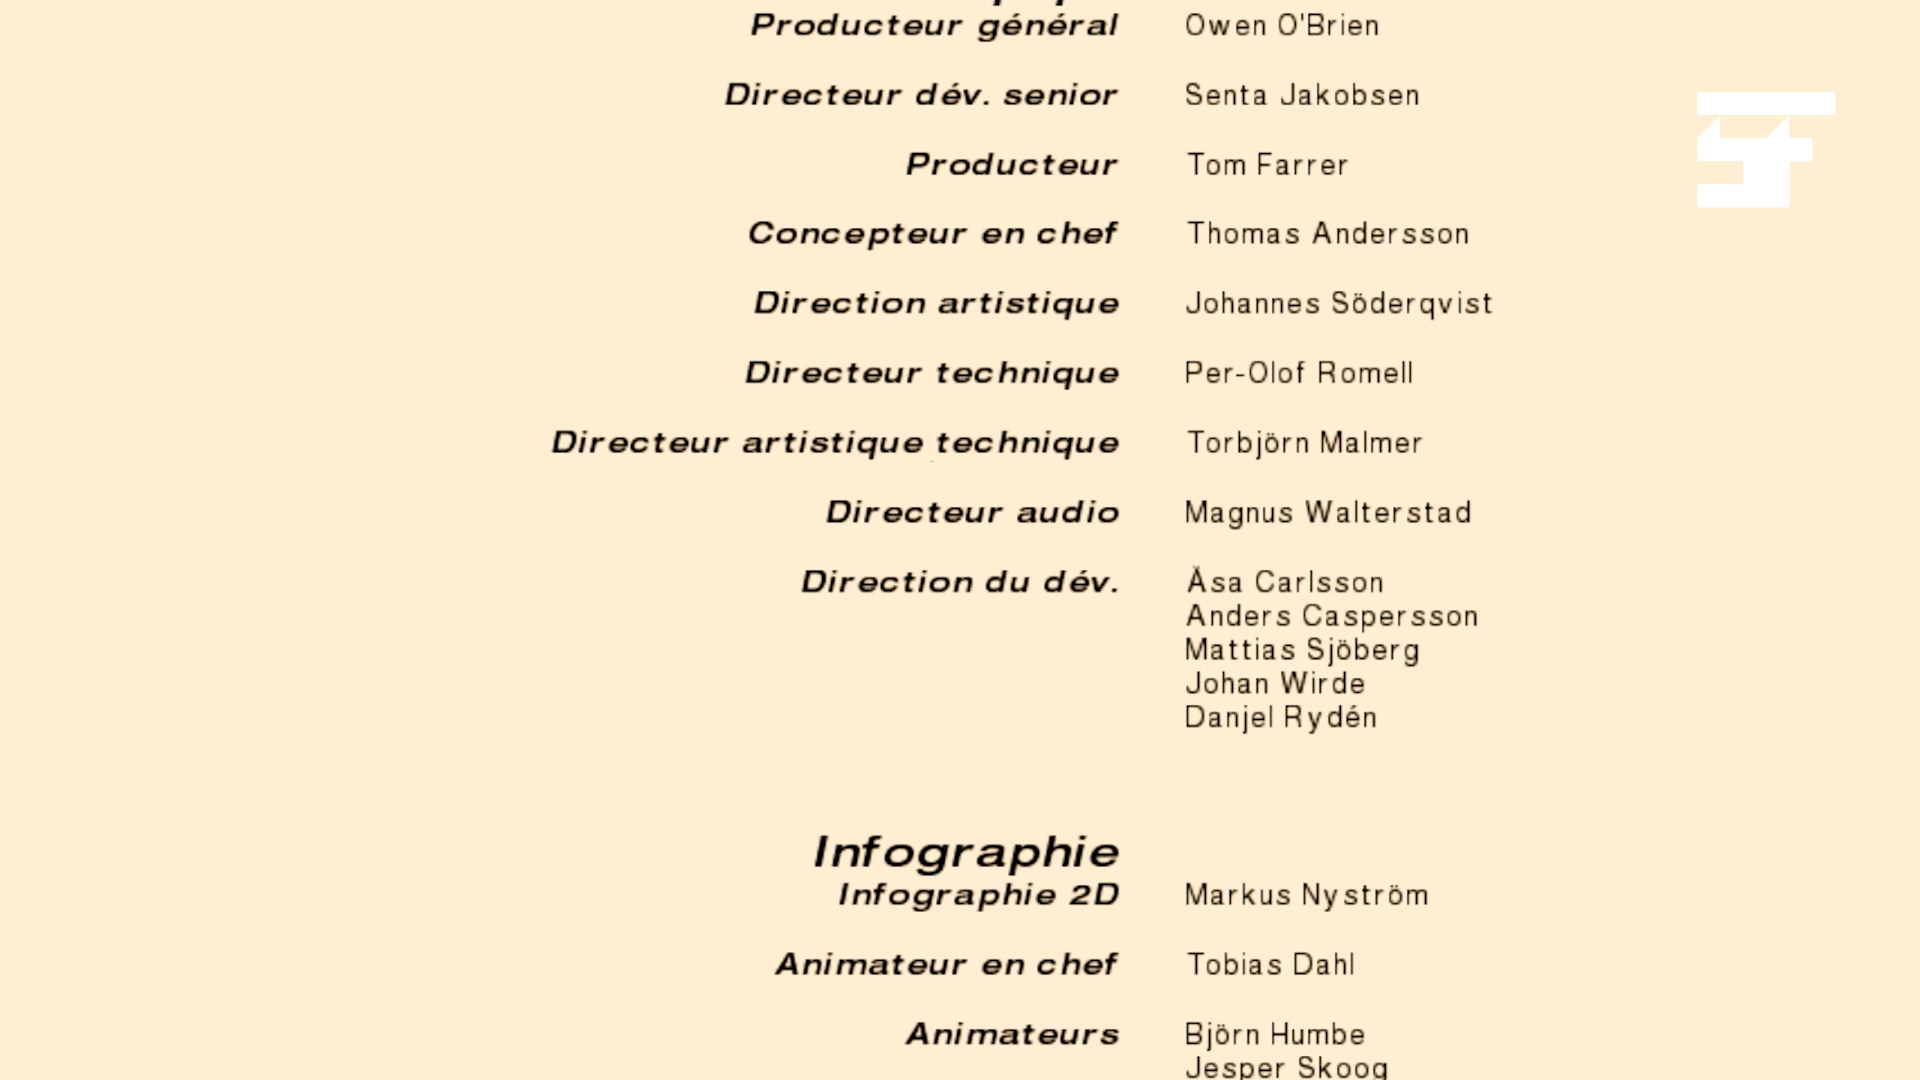 Producteur général Owen O'Brien
Directeur dév. senior Senta Jakobsen
Producteur Tom Farrer
Concepteur en chef Thomas Andersson
Direction artistique Johannes Söderqvist
Directeur technique Per-Olof Romell
Directeur artistique technique Torbjörn Malmer
Directeur audio Magnus Walterstad
Direction du dév. Åsa Carlsson
Anders Caspersson
Mattias Sjöberg
Johan Wirde
Danjel Rydén
Infographie
Infographie 2D Markus Nyström
Animateur en chef Tobias Dahl
Animateurs Björn Humbe
Jesper Skoog